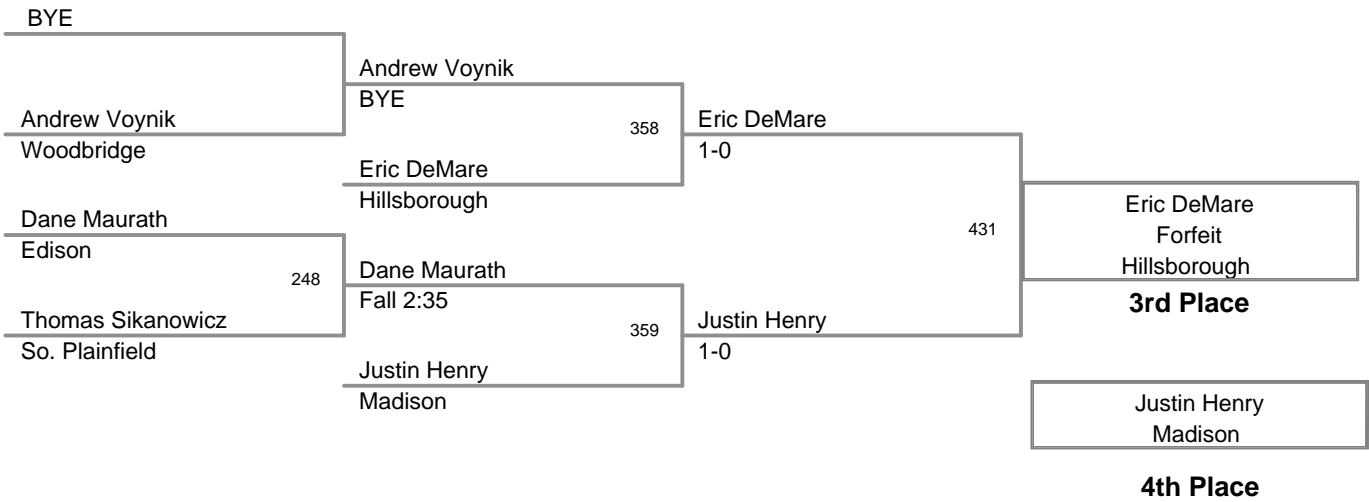 BYE
Andrew Voynik
BYE
Andrew Voynik
Woodbridge
358
Eric DeMare
1-0
Eric DeMare
Hillsborough
Dane Maurath
Edison
431
Eric DeMare
Forfeit
Hillsborough
3rd Place
248
Dane Maurath
Fall 2:35
Thomas Sikanowicz
So. Plainfield
359
Justin Henry
1-0
Justin Henry
Madison
Justin Henry
Madison
4th Place